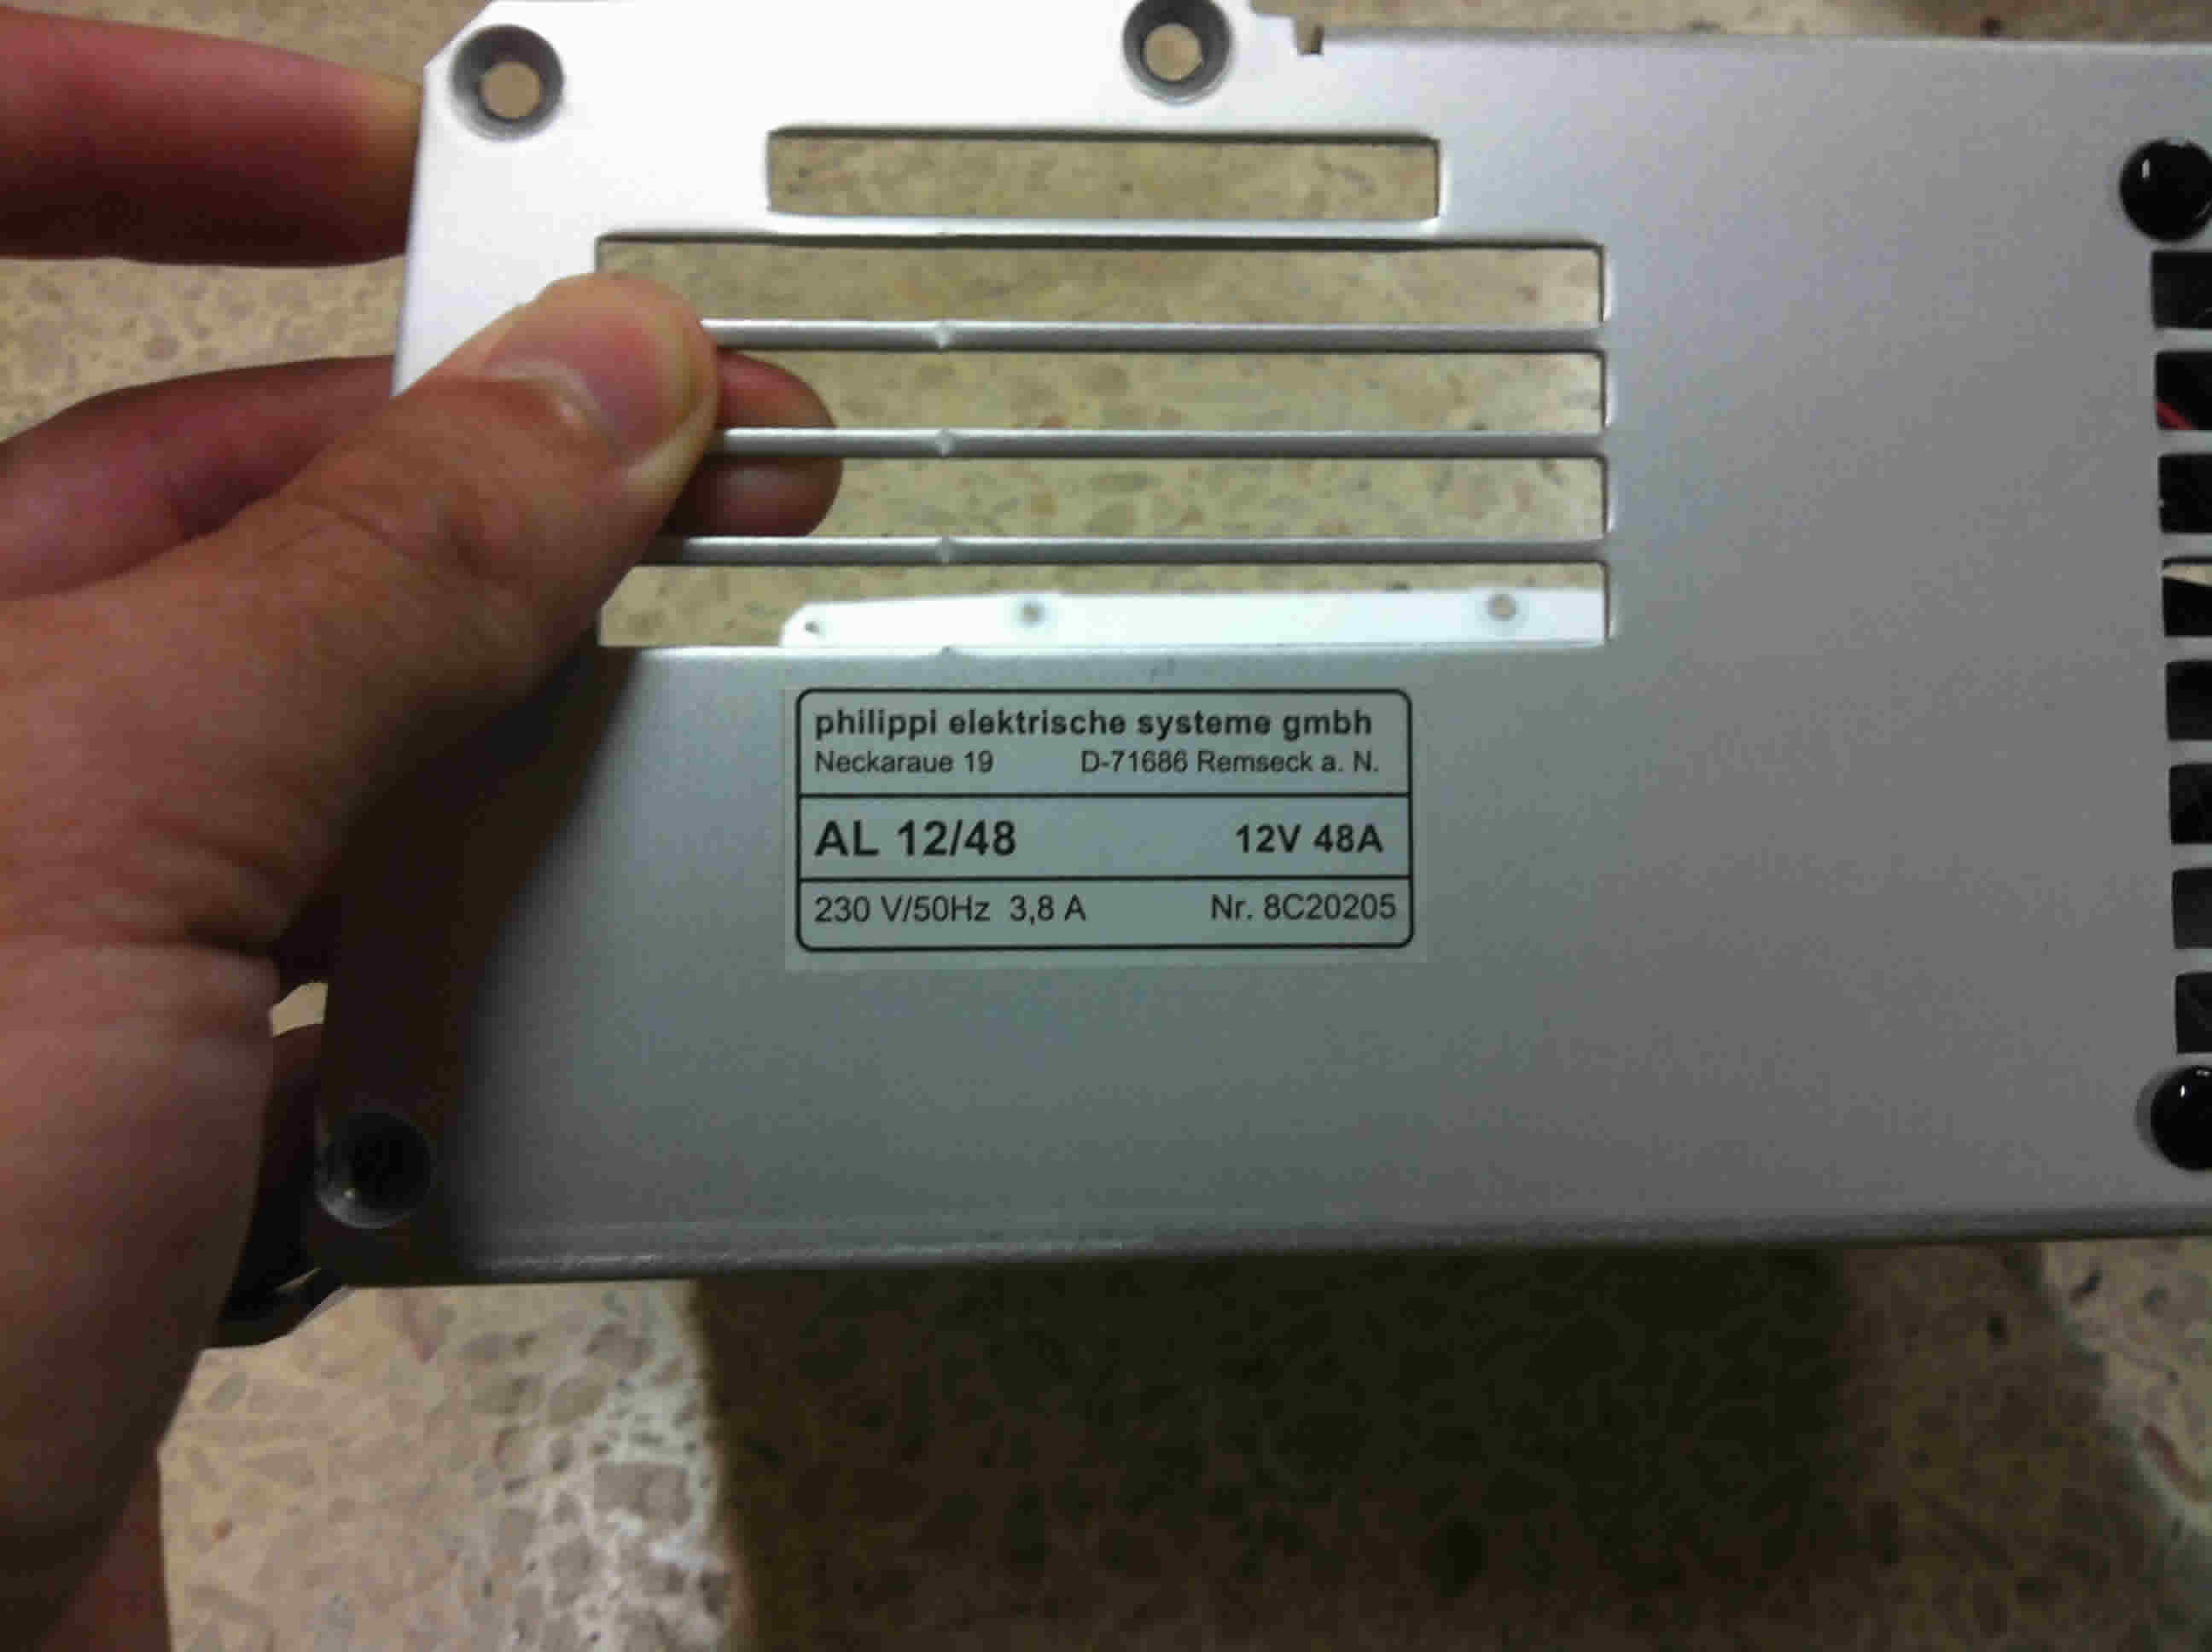 philippi elektrische systeme gmbh
Neckaraue 19 D-71686 Remseck a. N.
AL 12/48 12V 48A
230 V/50Hz 3,8 A Nr. 8C20205